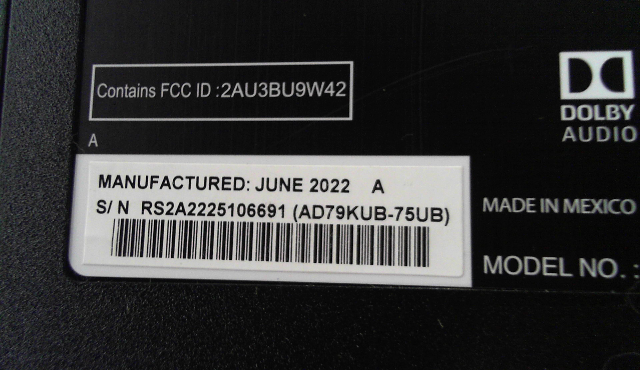 Contains FCC ID :2AU3BU9W42
DOLBY
AUDIO
A
MANUFACTURED: JUNE 2022 A
S/N RS2A2225106691 (AD79KUB-75UB)
MADE IN MEXICO
MODEL NO. :